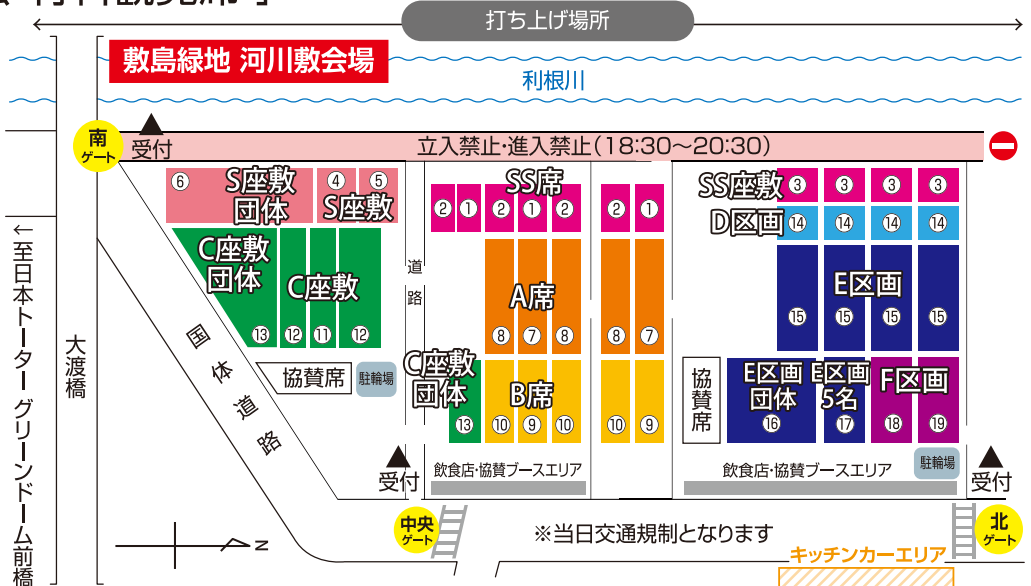 打ち上げ場所
敷島緑地 河川敷会場
利根川
南
ゲート
受付
立入禁止・進入禁止（18:30～20:30）
⑥
S座敷
団体
④
⑤
S座敷
SS席
②
①
②
①
②
②
①
SS座敷
③
③
③
③
D区画
⑭
⑭
⑭
⑭
C座敷
団体
C座敷
⑬
⑫
⑪
⑫
道路
A席
⑧
⑦
⑧
⑧
⑦
E区画
⑮
⑮
⑮
⑮
←至日本トーターグリーンドーム前橋
大渡橋
国体道路
協賛席
駐輪場
C座敷
団体
⑬
B席
⑩
⑨
⑩
⑩
⑨
協賛席
E区画
団体
⑯
E区画
5名
⑰
F区画
⑱
⑲
受付
飲食店・協賛ブースエリア
飲食店・協賛ブースエリア
駐輪場
受付
中央
ゲート
※当日交通規制となります
北
ゲート
N
キッチンカーエリア